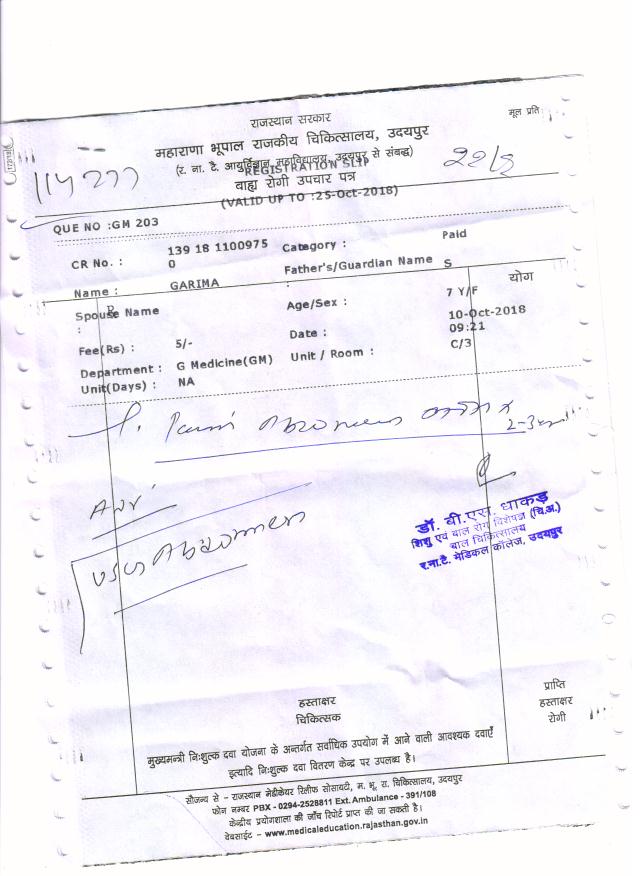 राजस्थान सरकार
मूल प्रति
महाराणा भूपाल राजकीय चिकित्सालय, उदयपुर
(र. ना. टै. आयुर्विज्ञान महाविद्यालय, उदयपुर से संबद्ध)
REGISTRATION SLIP
बाह्य रोगी उपचार पत्र
(VALID UP TO :25-Oct-2018)
QUE NO :GM 203
CR No. : 139 18 1100975 0 Category : Paid
Name : GARIMA Father's/Guardian Name : S
योग
Spouse Name : Age/Sex : 7 Y/F
Fee(Rs) : 5/- Date : 10-Oct-2018 09:21
Department : G Medicine(GM) Unit / Room : C/3
Unit(Days) : NA
Pain Abdomen
2-3
Adv
USG Abdomen
डॉ. बी.एस. धाकड़
शिशु एवं बाल रोग विशेषज्ञ (चि.अ.)
बाल चिकित्सालय
र.ना.टै. मेडिकल कॉलेज, उदयपुर
हस्ताक्षर
चिकित्सक
प्राप्ति
हस्ताक्षर
रोगी
मुख्यमन्त्री निःशुल्क दवा योजना के अन्तर्गत सर्वाधिक उपयोग में आने वाली आवश्यक दवाएँ
इत्यादि निःशुल्क दवा वितरण केन्द्र पर उपलब्ध है।
सौजन्य से – राजस्थान मेडीकेयर रिलीफ सोसायटी, म. भू. रा. चिकित्सालय, उदयपुर
फोन नम्बर PBX - 0294-2528811 Ext. Ambulance - 391/108
केन्द्रीय प्रयोगशाला की जाँच रिपोर्ट प्राप्त की जा सकती है।
वेबसाईट – www.medicaleducation.rajasthan.gov.in